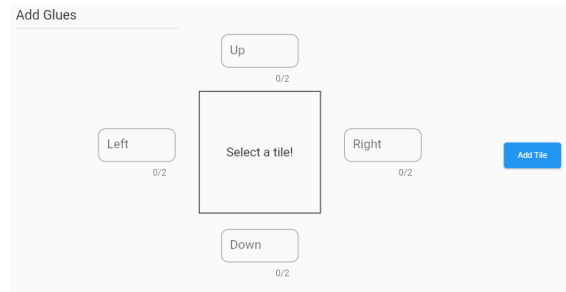 Add Glues
Up
0/2
Left
0/2
Select a tile!
Right
0/2
Add Tile
Down
0/2